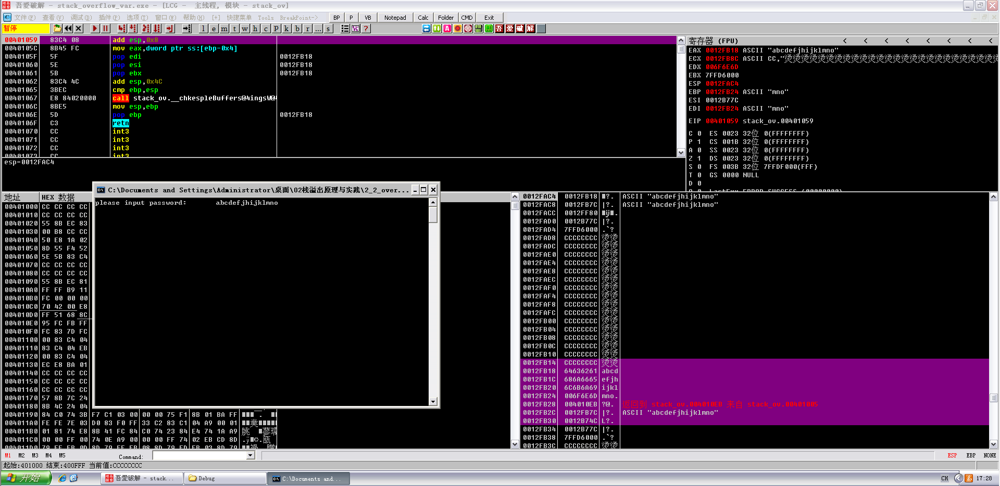 吾愛破解 - stack_overflow_var.exe - [LCG - 主线程, 模块 - stack_ov]
文件(F) 查看(V) 调试(D) 插件(P) 选项(T) 窗口(W) 帮助(H) [+] 快捷菜单 Tools BreakPoint-> BP P VB Notepad Calc Folder CMD Exit
暂停 l e m t w h c p k b r ... s ? 吾 愛 破 解
00401059 83C4 08 add esp,0x8
0040105C 8B45 FC mov eax,dword ptr ss:[ebp-0x4]
0040105F 5F pop edi 0012FB18
00401060 5E pop esi 0012FB18
00401061 5B pop ebx 0012FB18
00401062 83C4 4C add esp,0x4C
00401065 3BEC cmp ebp,esp
00401067 E8 84020000 call stack_ov.__chkespleBuffers@4ingsW@
0040106C 8BE5 mov esp,ebp
0040106E 5D pop ebp 0012FB18
0040106F C3 retn
00401070 CC int3
00401071 CC int3
00401072 CC int3
00401073 CC int3
esp=0012FAC4
寄存器 (FPU) < < < < < < < <
EAX 0012FB18 ASCII "abcdefjhijklmno"
ECX 0012FB8C ASCII CC,"烫烫烫烫烫烫烫烫烫烫烫烫烫烫烫烫烫烫烫烫烫烫烫烫烫
EDX 006F6E6D
EBX 7FFD6000
ESP 0012FAC4
EBP 0012FB24 ASCII "mno"
ESI 0012B77C
EDI 0012FB24 ASCII "mno"
EIP 00401059 stack_ov.00401059
C 0 ES 0023 32位 0(FFFFFFFF)
P 1 CS 001B 32位 0(FFFFFFFF)
A 0 SS 0023 32位 0(FFFFFFFF)
Z 1 DS 0023 32位 0(FFFFFFFF)
S 0 FS 003B 32位 7FFDF000(FFF)
T 0 GS 0000 NULL
D 0
O 0 LastErr ERROR_SUCCESS (00000000)
地址 HEX 数据
00401000 CC CC CC CC
00401010 CC CC CC CC
00401020 55 8B EC 83
00401030 00 B8 CC CC
00401040 50 E8 1A 02
00401050 8D 55 F4 52
00401060 5E 5B 83 C4
00401070 CC CC CC CC
00401080 CC CC CC CC
00401090 55 8B EC 81
004010A0 FF FF B9 11
004010B0 FC 00 00 00
004010C0 70 42 00 E8
004010D0 FF 51 68 8C
004010E0 95 FC FB FF
004010F0 FC 83 7D FC
00401100 00 83 C4 04
00401110 83 C4 04 EB
00401120 00 83 C4 04
00401130 EC E8 BA 01
00401140 CC CC CC CC
00401150 CC CC CC CC
00401160 CC CC CC CC
00401170 57 8B 7C 24
00401180 8B 4C 24 04
00401190 84 C0 74 3B F7 C1 03 00 00 00 75 F1 8B 01 BA FF
004011A0 FE FE 7E 03 D0 83 F0 FF 33 C2 83 C1 04 A9 00 01
004011B0 01 81 74 E8 8B 41 FC 84 C0 74 23 84 E4 74 1A A9
004011C0 00 00 FF 00 74 0E A9 00 00 00 FF 74 02 EB CD 8D
004011D0 79 FF EB 0D 8D 79 FE EB 08 8D 79 FD EB 03 8D 79
C:\Documents and Settings\Administrator\桌面\02栈溢出原理与实践\2_2_over...
please input password: abcdefjhijklmno
0012FAC4 0012FB18 ?. ASCII "abcdefjhijklmno"
0012FAC8 0012FB7C |?. ASCII "abcdefjhijklmno"
0012FACC 0012FF80
0012FAD0 0012B77C |?.
0012FAD4 7FFD6000 .`?
0012FAD8 CCCCCCCC 烫烫
0012FADC CCCCCCCC 烫烫
0012FAE0 CCCCCCCC 烫烫
0012FAE4 CCCCCCCC 烫烫
0012FAE8 CCCCCCCC 烫烫
0012FAEC CCCCCCCC 烫烫
0012FAF0 CCCCCCCC 烫烫
0012FAF4 CCCCCCCC 烫烫
0012FAF8 CCCCCCCC 烫烫
0012FAFC CCCCCCCC 烫烫
0012FB00 CCCCCCCC 烫烫
0012FB04 CCCCCCCC 烫烫
0012FB08 CCCCCCCC 烫烫
0012FB0C CCCCCCCC 烫烫
0012FB10 CCCCCCCC 烫烫
0012FB14 CCCCCCCC 烫烫
0012FB18 64636261 abcd
0012FB1C 686A6665 efjh
0012FB20 6C6B6A69 ijkl
0012FB24 006F6E6D mno.
0012FB28 004010EB ?@. 返回到 stack_ov.004010EB 来自 stack_ov.00401005
0012FB2C 0012FB7C |?. ASCII "abcdefjhijklmno"
0012FB30 0012B74C L?.
0012FB34 0012B77C |?.
0012FB38 7FFD6000 .`?
0012FB3C CCCCCCCC 烫烫
M1 M2 M3 M4 M5 Command: ESP EBP NONE
起始:401000 结束:400FFF 当前值:CCCCCCCC
开始 吾愛破解 - stack... Debug C:\Documents and... CH 17:28